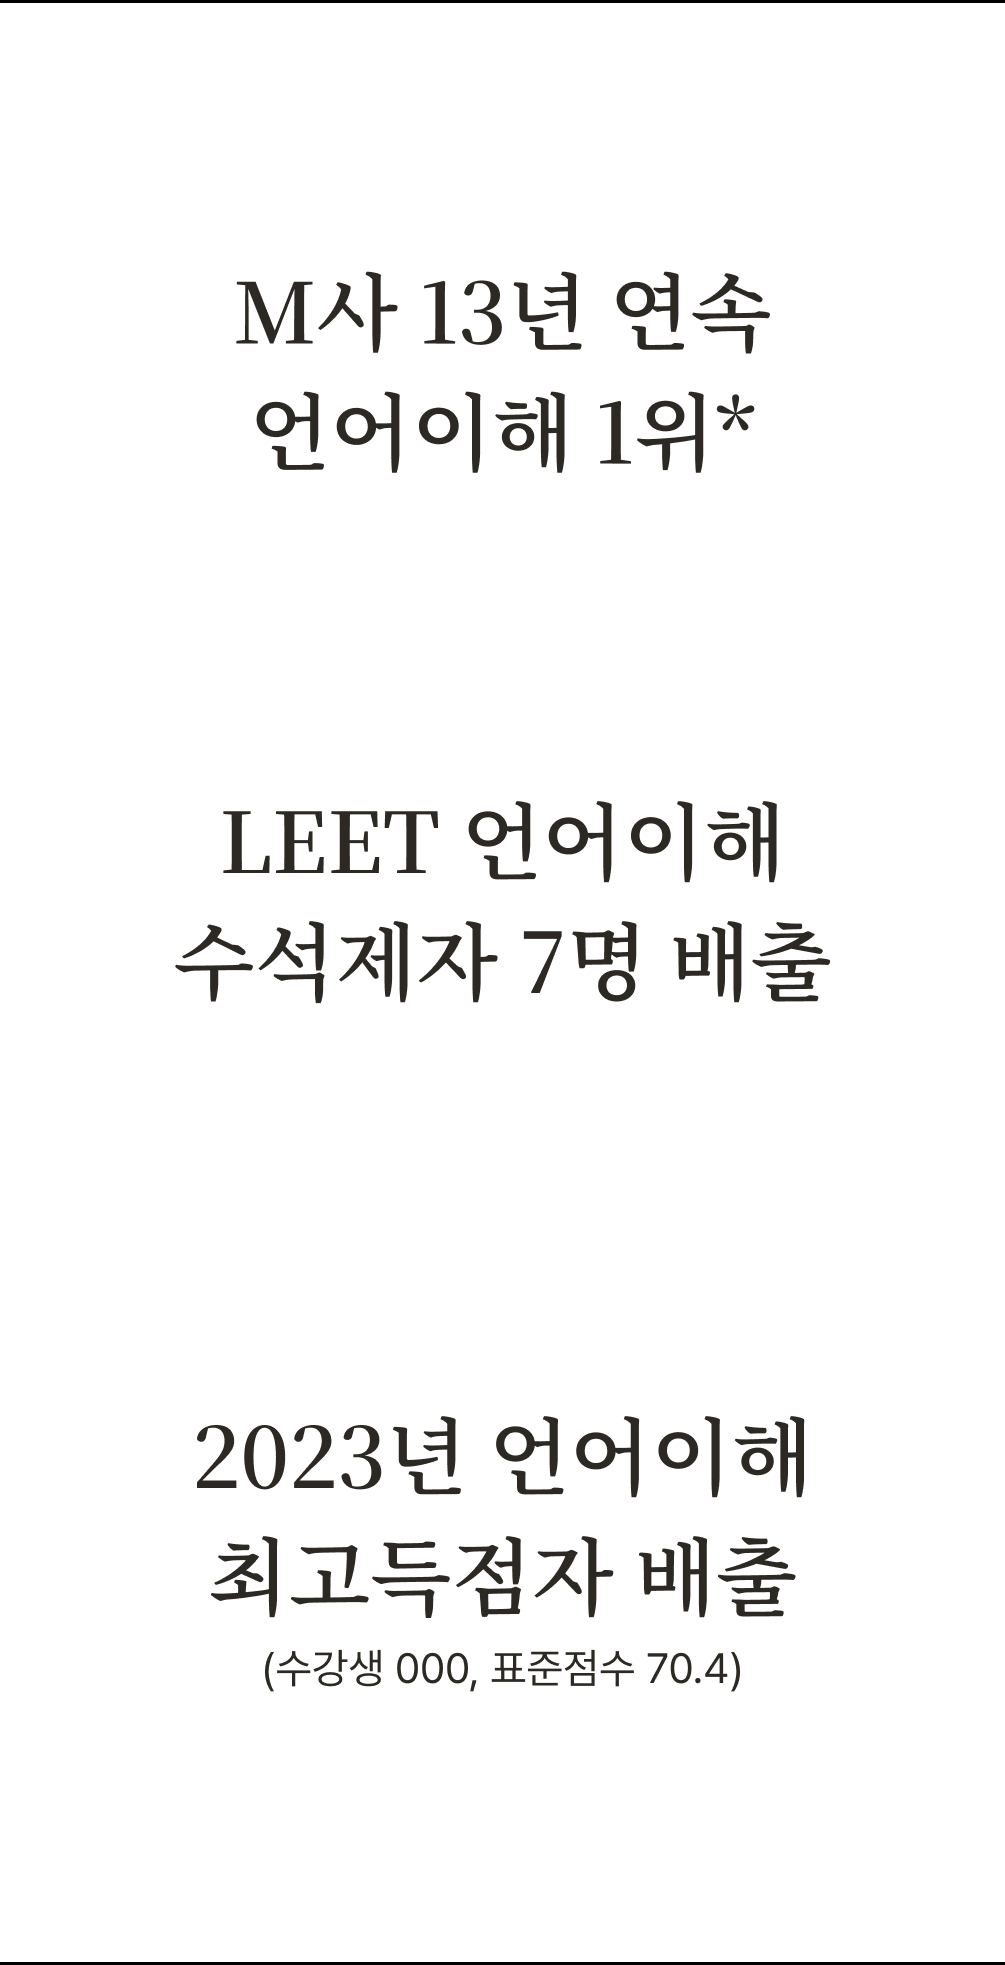 M사 13년 연속
언어이해 1위*
LEET 언어이해
수석제자 7명 배출
2023년 언어이해
최고득점자 배출
(수강생 000, 표준점수 70.4)